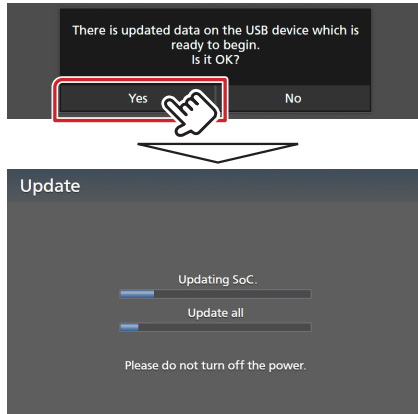 There is updated data on the USB device which is
ready to begin.
Is it OK?
Yes
No
Update
Updating SoC.
Update all
Please do not turn off the power.